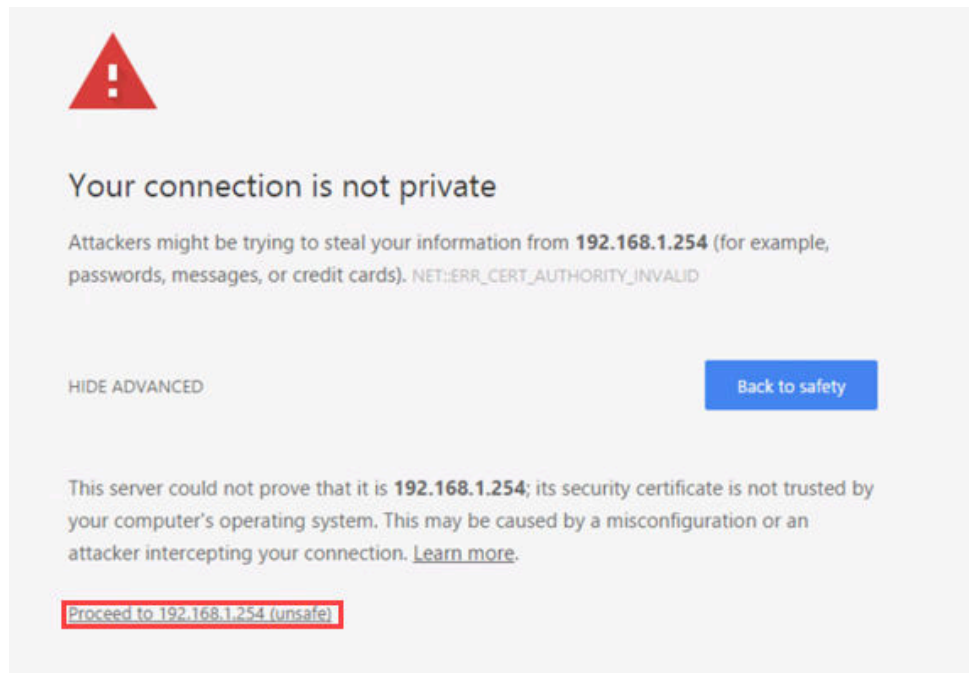 Your connection is not private
Attackers might be trying to steal your information from 192.168.1.254 (for example,
passwords, messages, or credit cards). NET::ERR_CERT_AUTHORITY_INVALID
HIDE ADVANCED
Back to safety
This server could not prove that it is 192.168.1.254; its security certificate is not trusted by
your computer's operating system. This may be caused by a misconfiguration or an
attacker intercepting your connection. Learn more.
Proceed to 192.168.1.254 (unsafe)